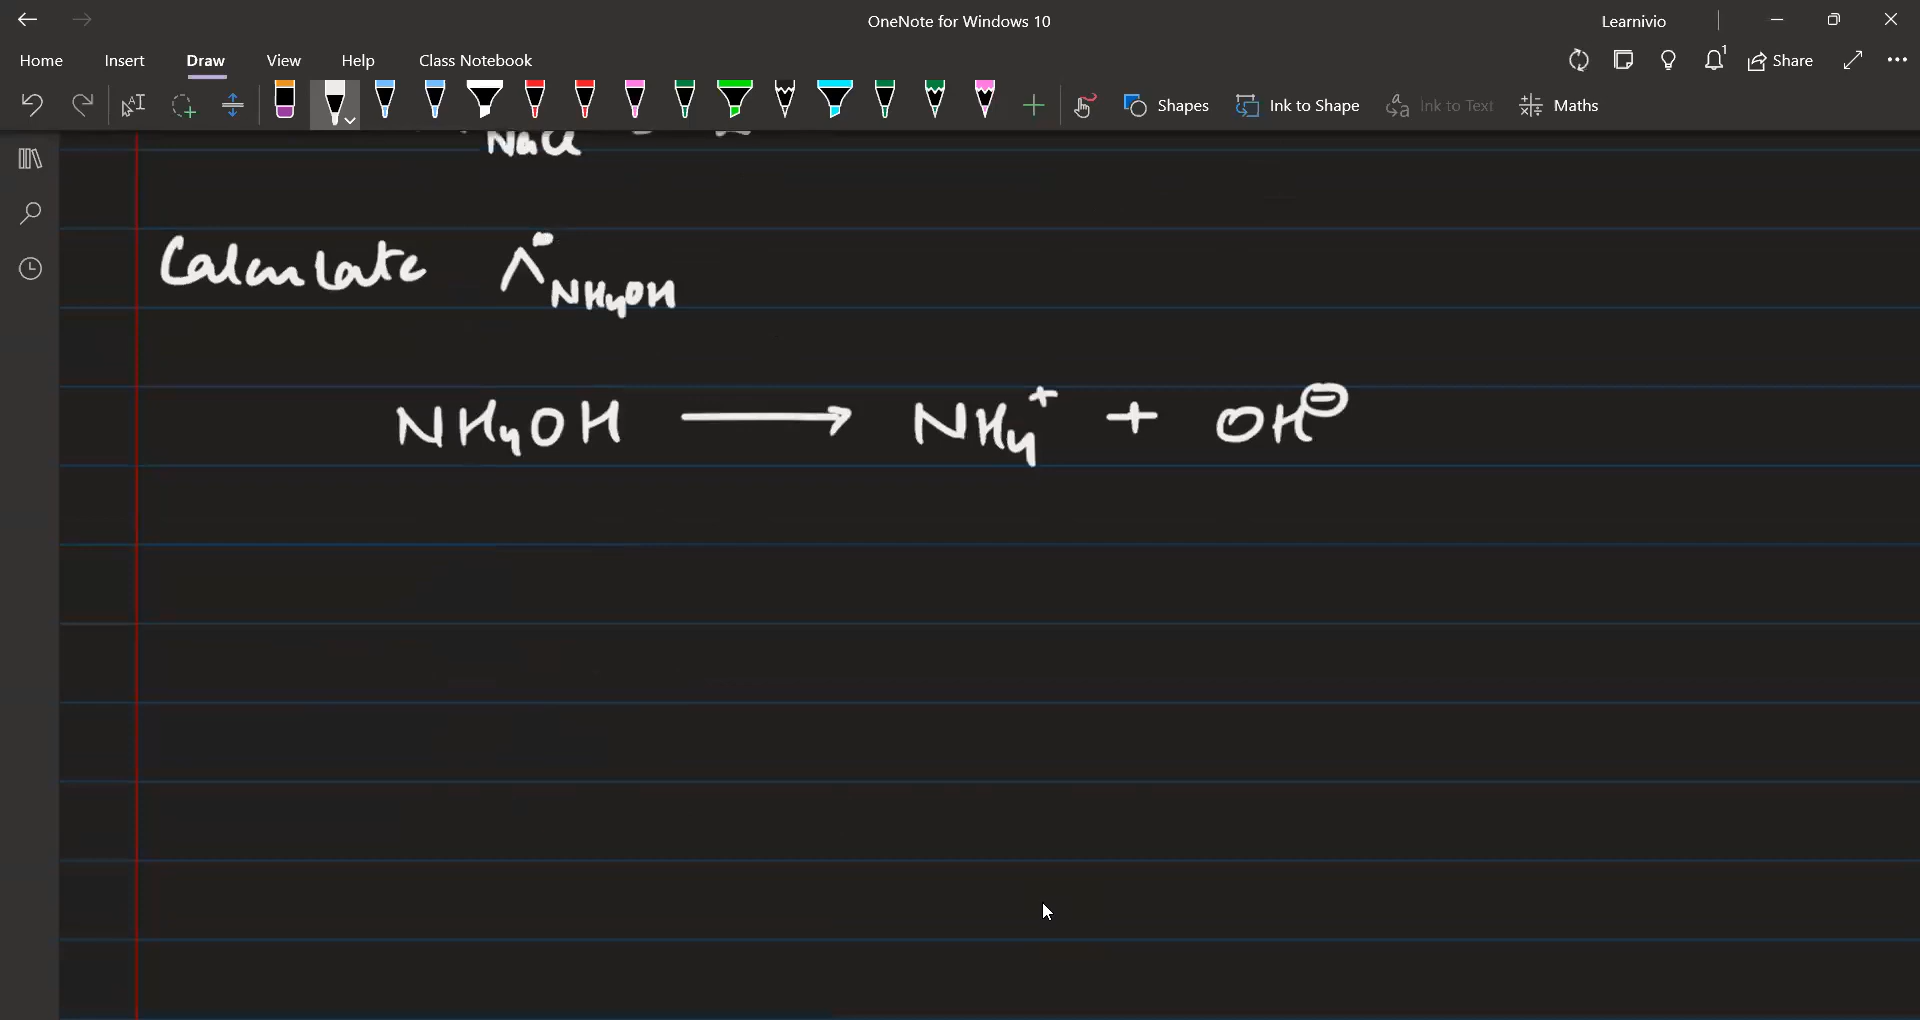 OneNote for Windows 10
Learnivio
Home Insert Draw View Help Class Notebook
1
Share
Shapes Ink to Shape Ink to Text Maths
NaCl
Calculate Λ°NH₄OH
NH₄OH ⟶ NH₄⁺ + OH⊖